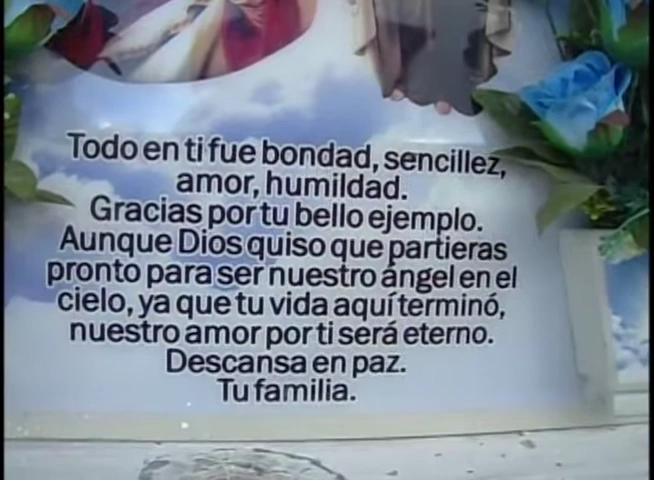 Todo en ti fue bondad, sencillez,
amor, humildad.
Gracias por tu bello ejemplo.
Aunque Dios quiso que partieras
pronto para ser nuestro ángel en el
cielo, ya que tu vida aquí terminó,
nuestro amor por ti será eterno.
Descansa en paz.
Tu familia.